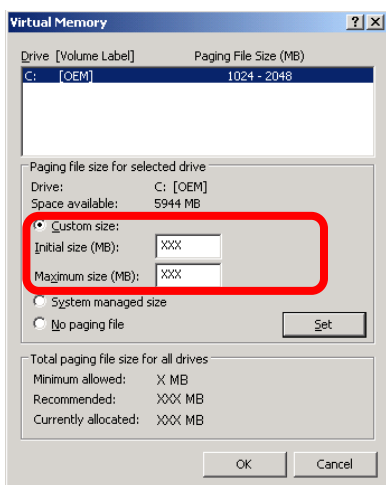 Virtual Memory
Drive [Volume Label] Paging File Size (MB)
C: [OEM] 1024 - 2048
Paging file size for selected drive
Drive: C: [OEM]
Space available: 5944 MB
Custom size:
Initial size (MB): XXX
Maximum size (MB): XXX
System managed size
No paging file Set
Total paging file size for all drives
Minimum allowed: X MB
Recommended: XXX MB
Currently allocated: XXX MB
OK Cancel